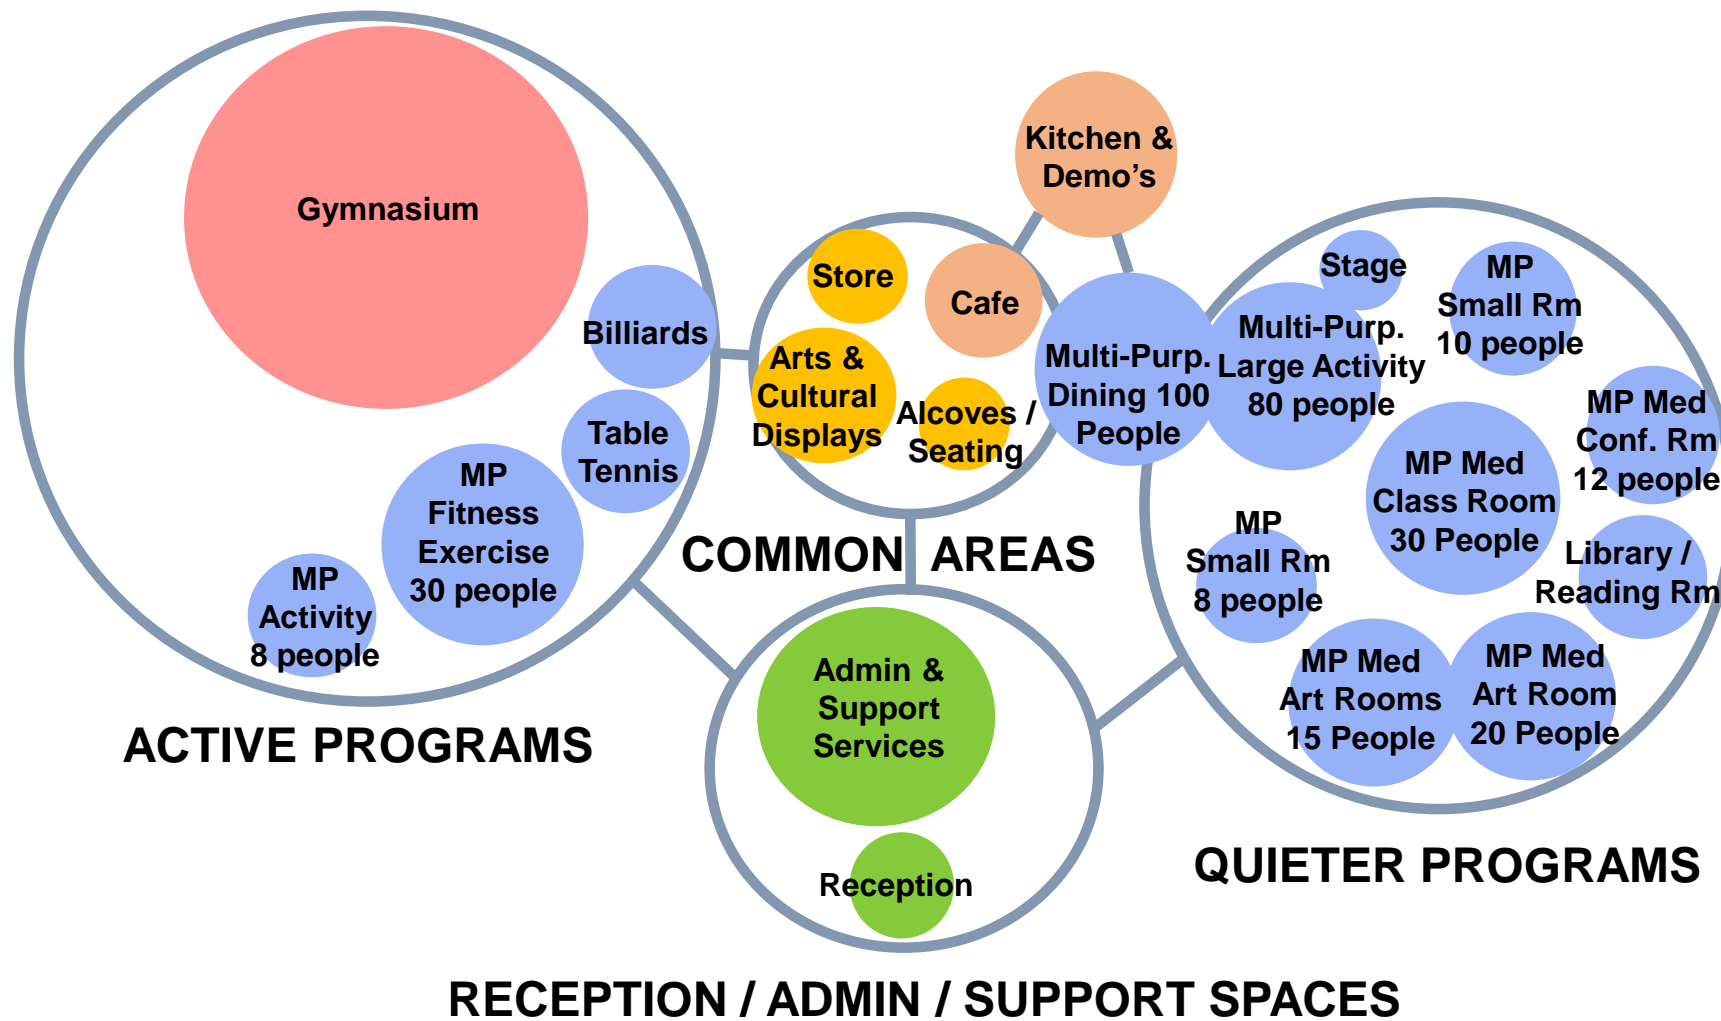 Gymnasium
Billiards
Table
Tennis
MP
Fitness
Exercise
30 people
MP
Activity
8 people
ACTIVE PROGRAMS
Store
Cafe
Arts &
Cultural
Displays
Alcoves /
Seating
COMMON AREAS
Kitchen &
Demo’s
Multi-Purp.
Dining 100
People
Stage
Multi-Purp.
Large Activity
80 people
MP
Small Rm
10 people
MP Med
Conf. Rm
12 people
MP Med
Class Room
30 People
MP
Small Rm
8 people
Library /
Reading Rm
MP Med
Art Rooms
15 People
MP Med
Art Room
20 People
QUIETER PROGRAMS
Admin &
Support
Services
Reception
RECEPTION / ADMIN / SUPPORT SPACES